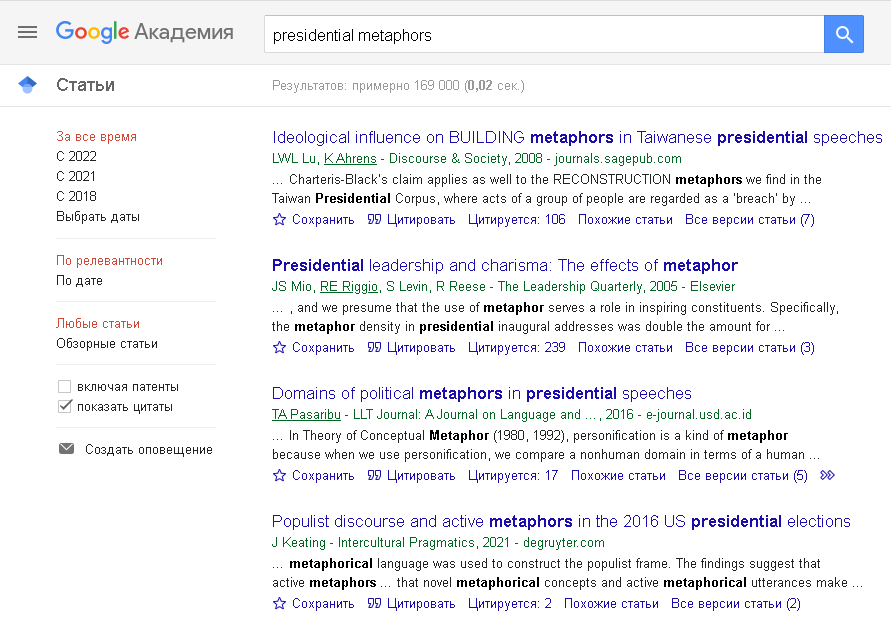 Google Академия
presidential metaphors
Статьи
Результатов: примерно 169 000 (0,02 сек.)
За все время
С 2022
С 2021
С 2018
Выбрать даты
По релевантности
По дате
Любые статьи
Обзорные статьи
включая патенты
показать цитаты
Создать оповещение
Ideological influence on BUILDING metaphors in Taiwanese presidential speeches
LWL Lu, K Ahrens - Discourse & Society, 2008 - journals.sagepub.com
... Charteris-Black's claim applies as well to the RECONSTRUCTION metaphors we find in the
Taiwan Presidential Corpus, where acts of a group of people are regarded as a 'breach' by ...
Сохранить Цитировать Цитируется: 106 Похожие статьи Все версии статьи (7)
Presidential leadership and charisma: The effects of metaphor
JS Mio, RE Riggio, S Levin, R Reese - The Leadership Quarterly, 2005 - Elsevier
... , and we presume that the use of metaphor serves a role in inspiring constituents. Specifically,
the metaphor density in presidential inaugural addresses was double the amount for ...
Сохранить Цитировать Цитируется: 239 Похожие статьи Все версии статьи (3)
Domains of political metaphors in presidential speeches
TA Pasaribu - LLT Journal: A Journal on Language and ..., 2016 - e-journal.usd.ac.id
... In Theory of Conceptual Metaphor (1980, 1992), personification is a kind of metaphor
because when we use personification, we compare a nonhuman domain in terms of a human ...
Сохранить Цитировать Цитируется: 17 Похожие статьи Все версии статьи (5)
Populist discourse and active metaphors in the 2016 US presidential elections
J Keating - Intercultural Pragmatics, 2021 - degruyter.com
... metaphorical language was used to construct the populist frame. The findings suggest that
active metaphors ... that novel metaphorical concepts and active metaphorical utterances make ...
Сохранить Цитировать Цитируется: 2 Похожие статьи Все версии статьи (2)